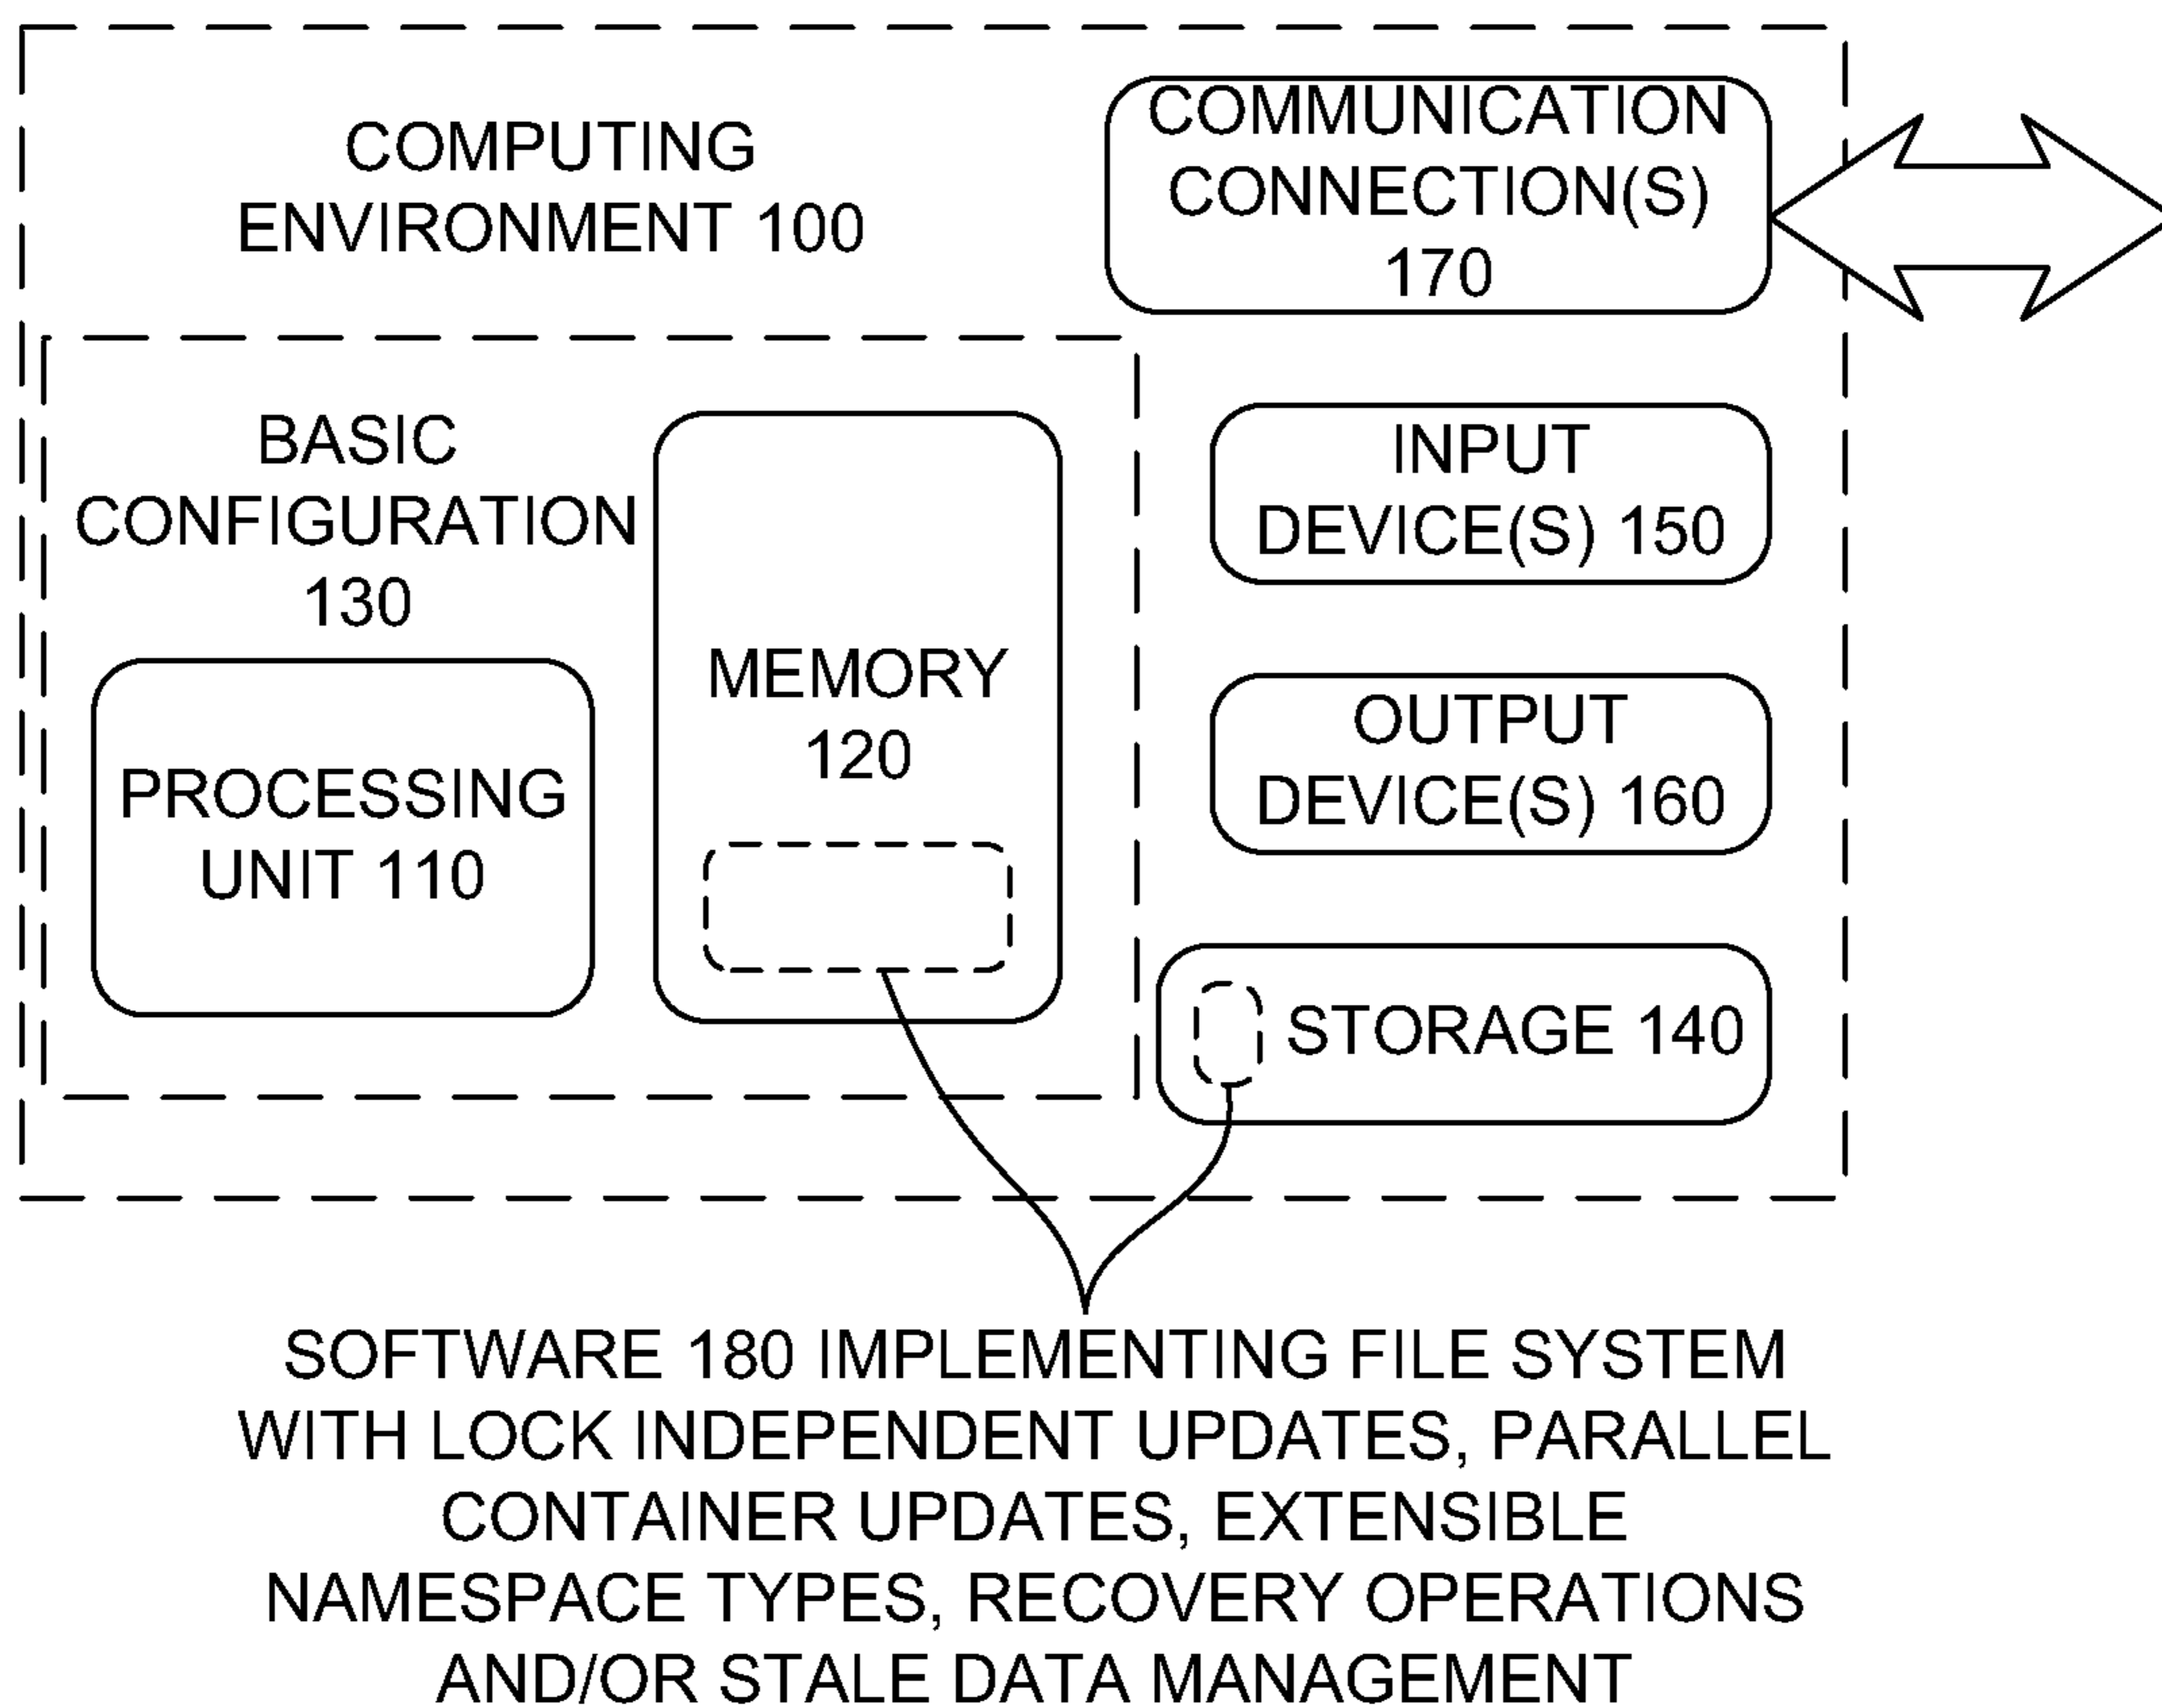 COMPUTING
ENVIRONMENT 100
COMMUNICATION
CONNECTION(S)
170
BASIC
CONFIGURATION
130
MEMORY
120
PROCESSING
UNIT 110
INPUT
DEVICE(S) 150
OUTPUT
DEVICE(S) 160
STORAGE 140
SOFTWARE 180 IMPLEMENTING FILE SYSTEM
WITH LOCK INDEPENDENT UPDATES, PARALLEL
CONTAINER UPDATES, EXTENSIBLE
NAMESPACE TYPES, RECOVERY OPERATIONS
AND/OR STALE DATA MANAGEMENT